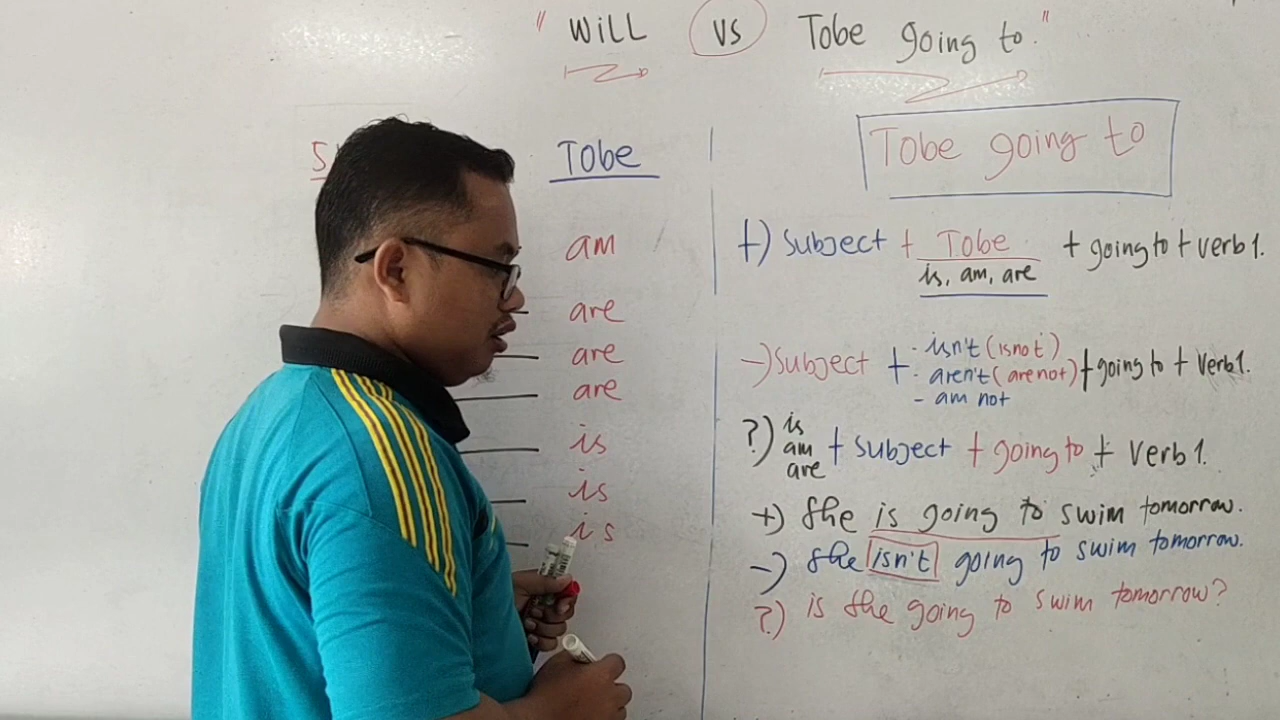 " WILL VS Tobe going to. "
Tobe
am
are
are
are
is
is
is
Tobe going to
+) Subject + Tobe + going to + verb 1.
is, am, are
-) Subject + - isn't (is not) + going to + Verb 1.
- aren't (are not)
- am not
?) is + Subject + going to + Verb 1.
am
are
+) She is going to swim tomorrow.
-) She isn't going to swim tomorrow.
?) is she going to swim tomorrow?